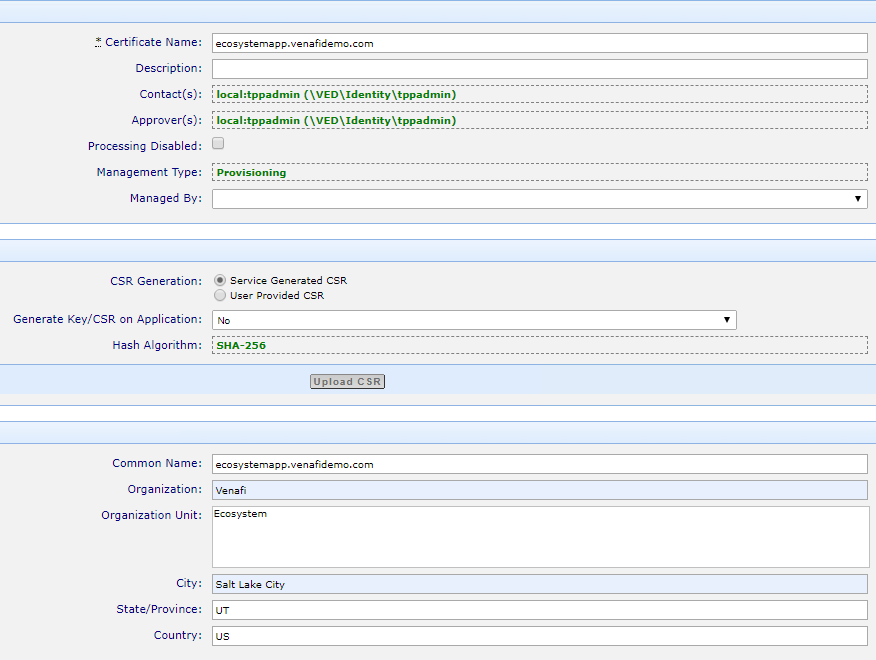 * Certificate Name: ecosystemapp.venafidemo.com
Description:
Contact(s): local:tppadmin (\VED\Identity\tppadmin)
Approver(s): local:tppadmin (\VED\Identity\tppadmin)
Processing Disabled:
Management Type: Provisioning
Managed By:
CSR Generation: Service Generated CSR
User Provided CSR
Generate Key/CSR on Application: No
Hash Algorithm: SHA-256
Upload CSR
Common Name: ecosystemapp.venafidemo.com
Organization: Venafi
Organization Unit: Ecosystem
City: Salt Lake City
State/Province: UT
Country: US